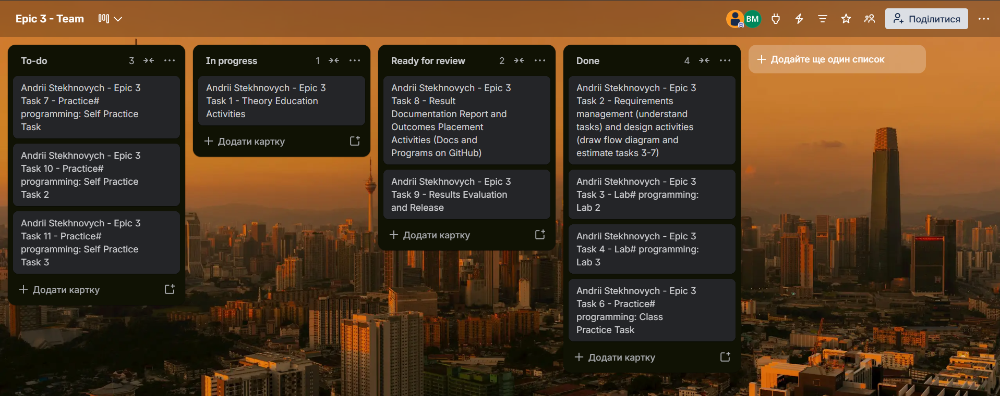 Epic 3 - Team
BM
Поділитися
To-do
3
Andrii Stekhnovych - Epic 3
Task 7 - Practice#
programming: Self Practice
Task
Andrii Stekhnovych - Epic 3
Task 10 - Practice#
programming: Self Practice
Task 2
Andrii Stekhnovych - Epic 3
Task 11 - Practice#
programming: Self Practice
Task 3
Додати картку
In progress
1
Andrii Stekhnovych - Epic 3
Task 1 - Theory Education
Activities
Додати картку
Ready for review
2
Andrii Stekhnovych - Epic 3
Task 8 - Result
Documentation Report and
Outcomes Placement
Activities (Docs and
Programs on GitHub)
Andrii Stekhnovych - Epic 3
Task 9 - Results Evaluation
and Release
Додати картку
Done
4
Andrii Stekhnovych - Epic 3
Task 2 - Requirements
management (understand
tasks) and design activities
(draw flow diagram and
estimate tasks 3-7)
Andrii Stekhnovych - Epic 3
Task 3 - Lab# programming:
Lab 2
Andrii Stekhnovych - Epic 3
Task 4 - Lab# programming:
Lab 3
Andrii Stekhnovych - Epic 3
Task 6 - Practice#
programming: Class
Practice Task
Додати картку
Додайте ще один список